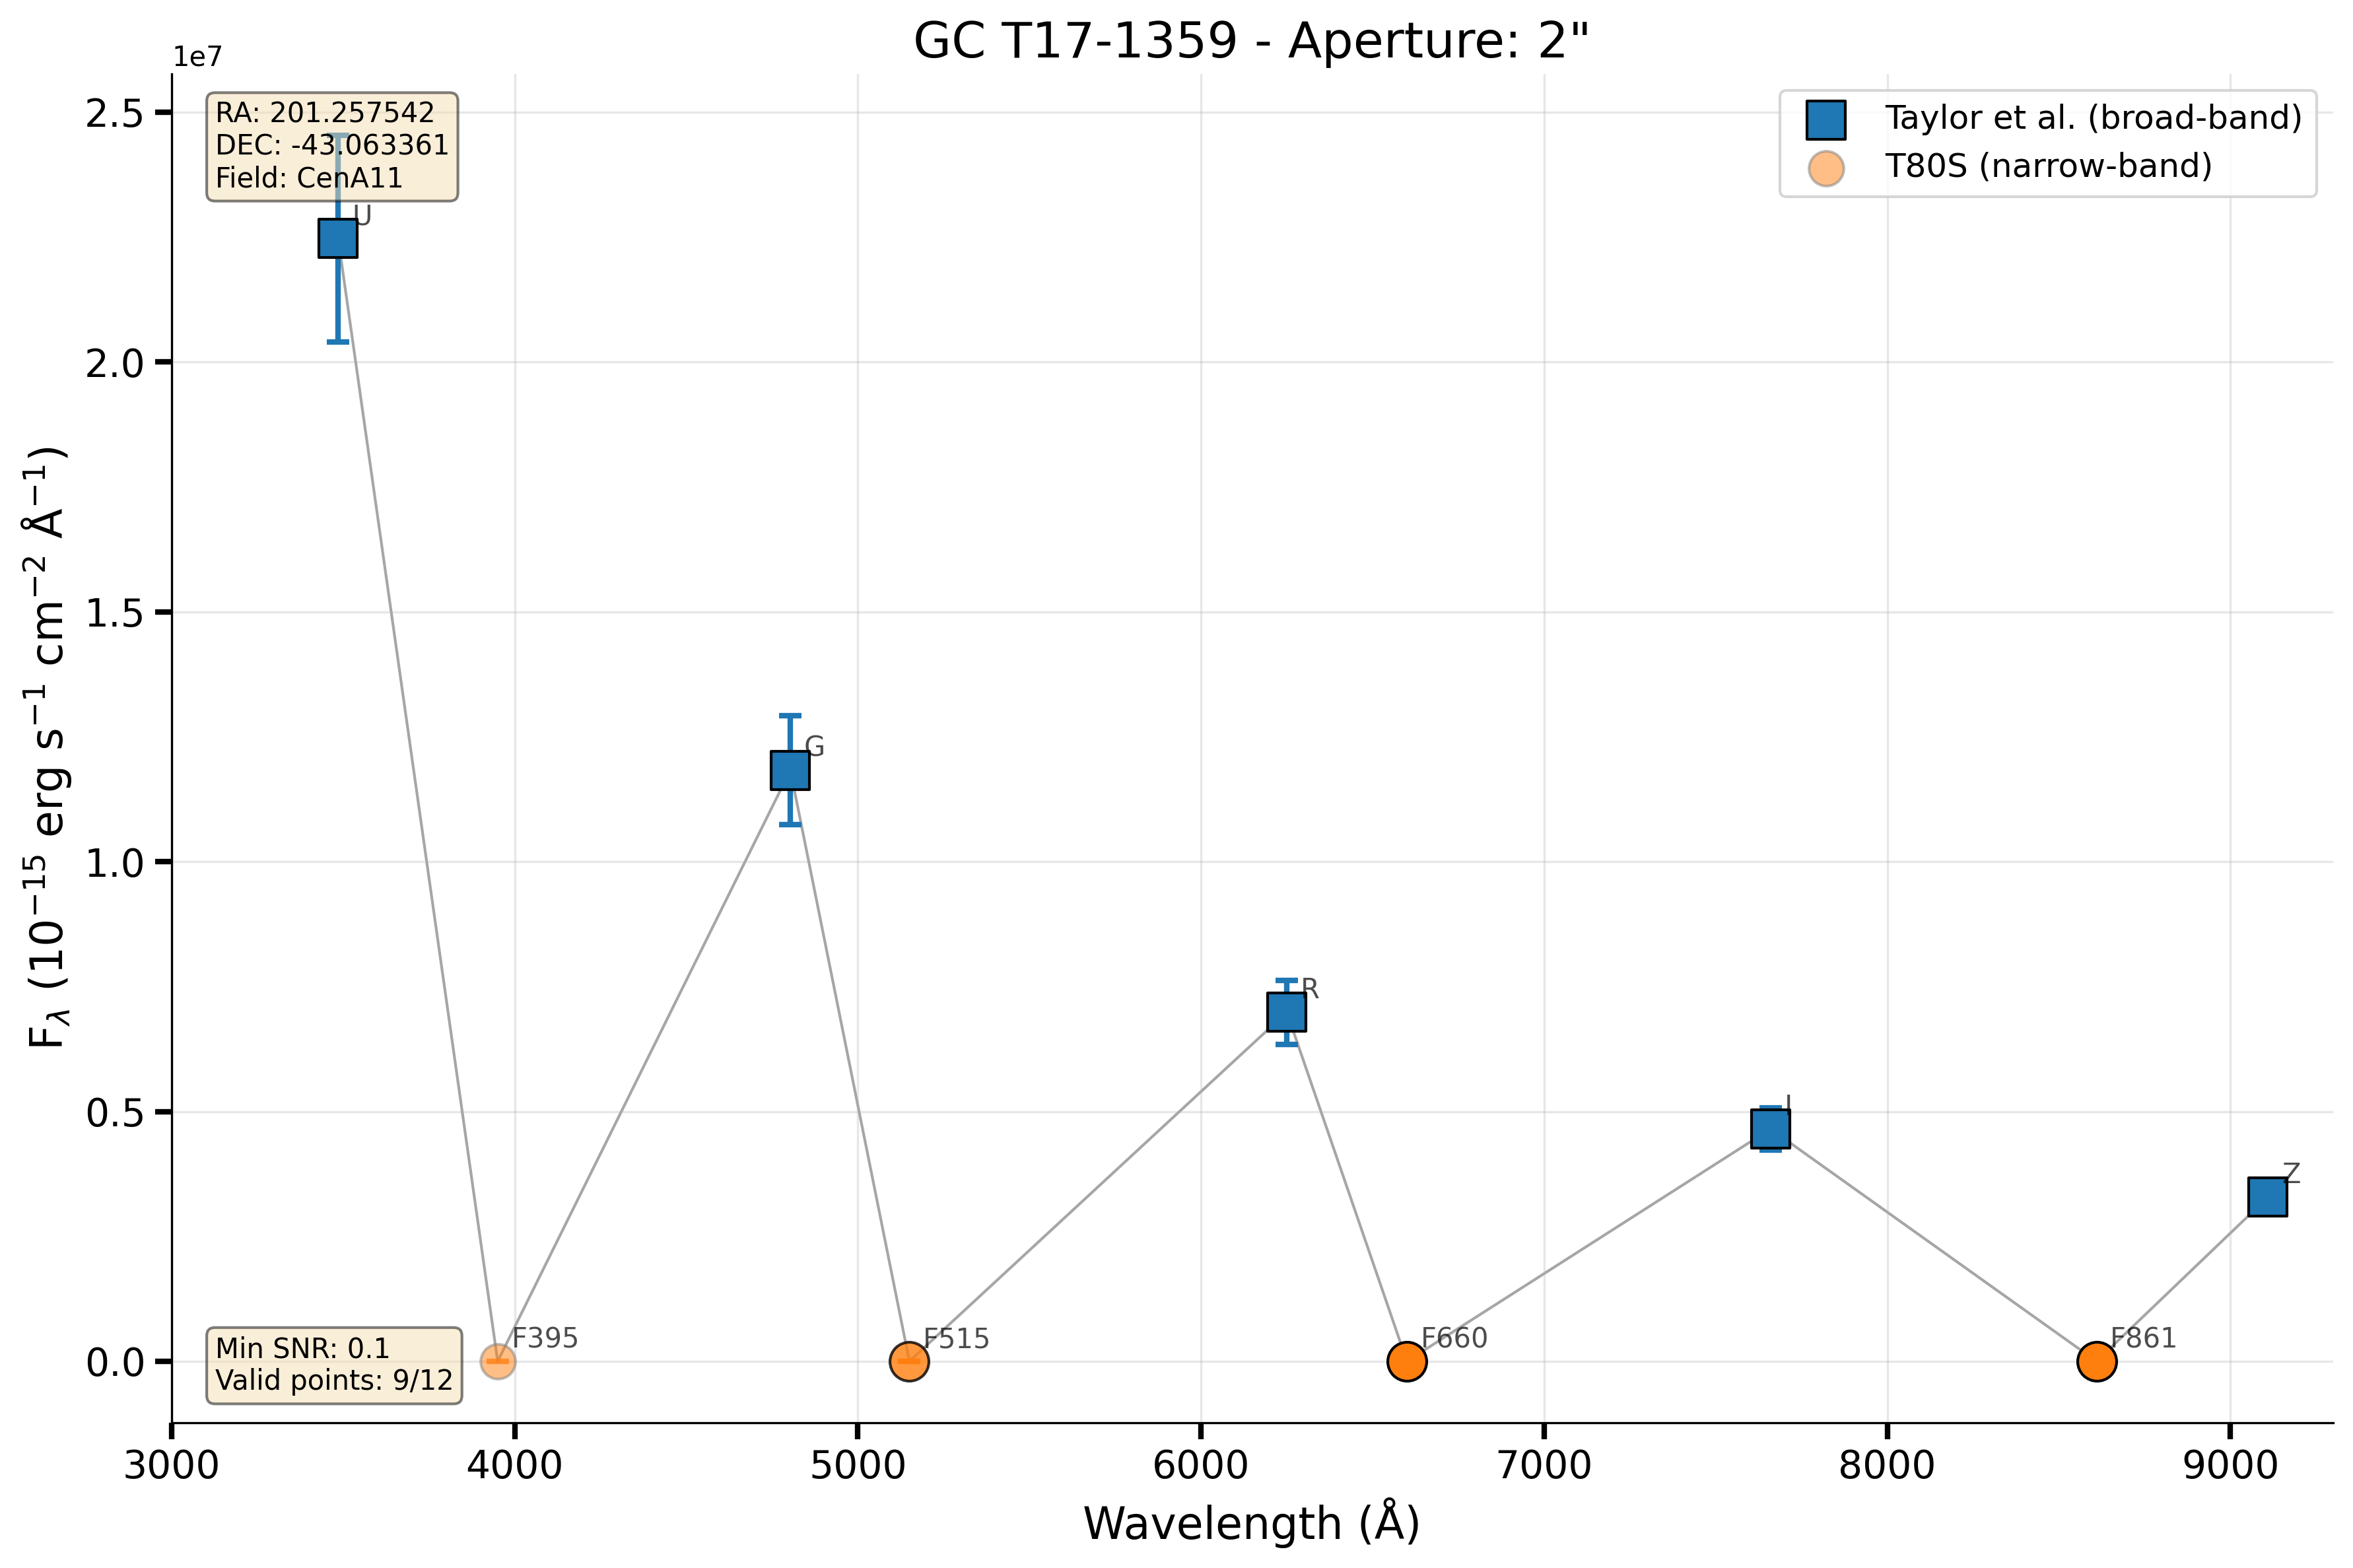 GC T17-1359 - Aperture: 2"
1e7
RA: 201.257542
DEC: -43.063361
Field: CenA11
Taylor et al. (broad-band)
T80S (narrow-band)
2.5
2.0
1.5
1.0
0.5
0.0
F_λ (10⁻¹⁵ erg s⁻¹ cm⁻² Å⁻¹)
U
G
R
I
Z
F395
F515
F660
F861
Min SNR: 0.1
Valid points: 9/12
3000 4000 5000 6000 7000 8000 9000
Wavelength (Å)